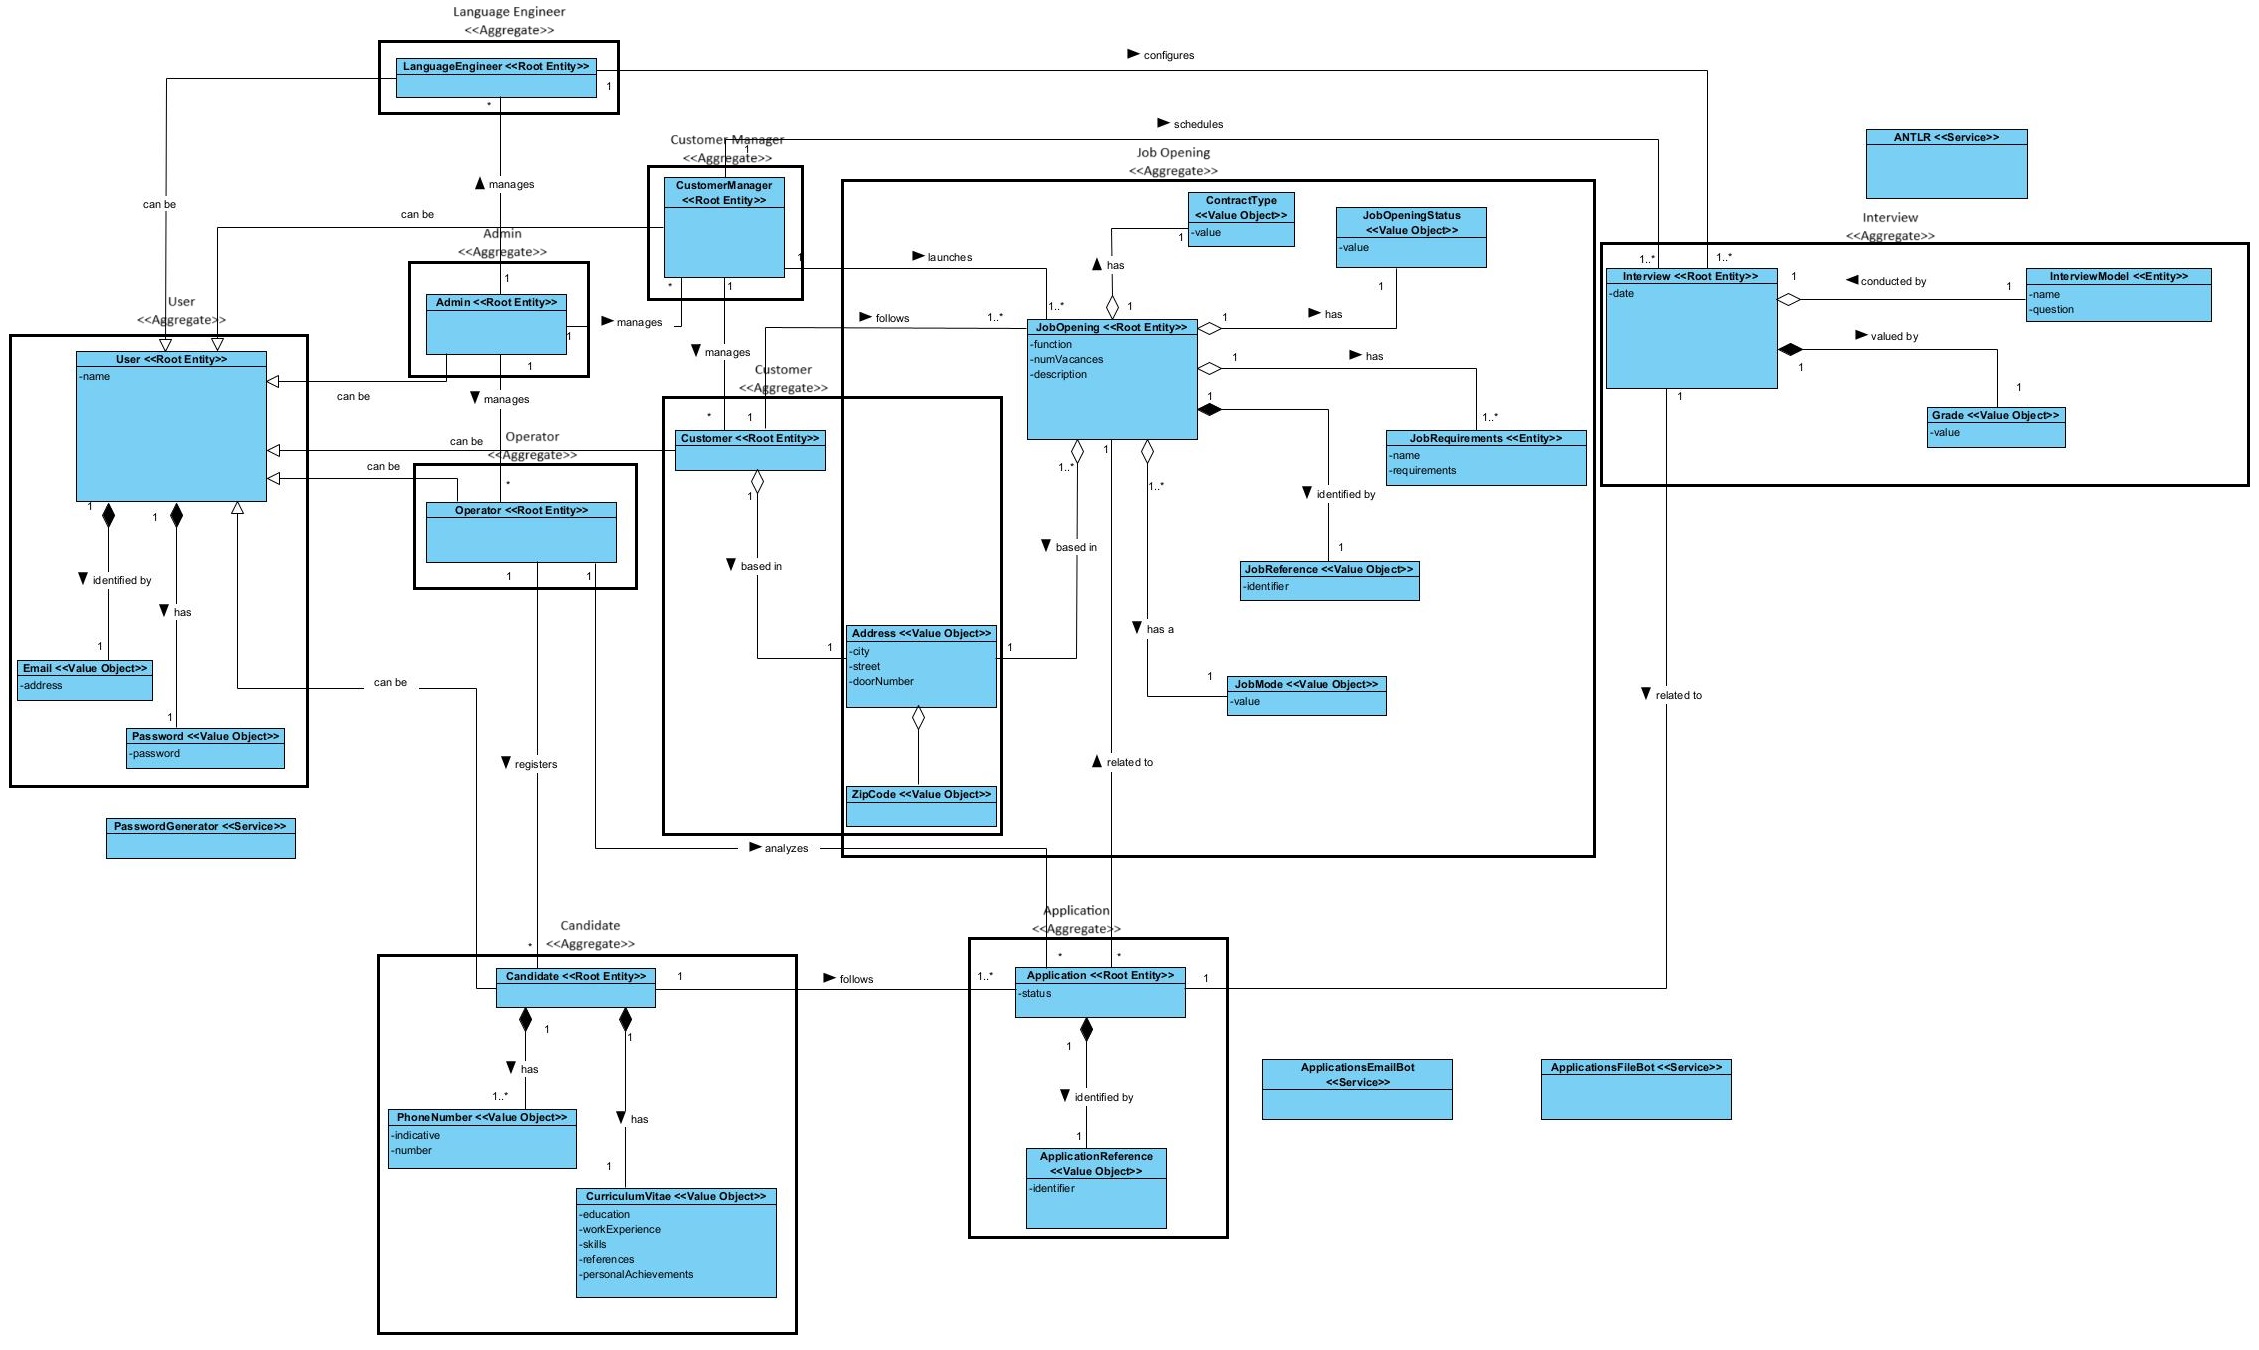 Language Engineer
<<Aggregate>>
LanguageEngineer <<Root Entity>>
1
*
configures
can be
manages
schedules
Customer Manager
<<Aggregate>>
1
CustomerManager
<<Root Entity>>
can be
1
*
1
launches
1..*
Admin
<<Aggregate>>
1
Admin <<Root Entity>>
1
manages
1
manages
can be
manages
User
<<Aggregate>>
User <<Root Entity>>
-name
1
1
identified by
has
1
1
Email <<Value Object>>
-address
Password <<Value Object>>
-password
PasswordGenerator <<Service>>
can be
Operator
<<Aggregate>>
can be
*
Operator <<Root Entity>>
1
1
can be
registers
analyzes
Customer
<<Aggregate>>
*
1
follows
1..*
Customer <<Root Entity>>
1
based in
1
Address <<Value Object>>
-city
-street
-doorNumber
ZipCode <<Value Object>>
Job Opening
<<Aggregate>>
ContractType
<<Value Object>>
-value
1
has
1
JobOpeningStatus
<<Value Object>>
-value
1
has
1
JobOpening <<Root Entity>>
-function
-numVacances
-description
1
has
1..*
JobRequirements <<Entity>>
-name
-requirements
1
identified by
1
JobReference <<Value Object>>
-identifier
1..*
based in
1
1
1..*
has a
1
JobMode <<Value Object>>
-value
related to
ANTLR <<Service>>
Interview
<<Aggregate>>
1..*
1..*
Interview <<Root Entity>>
-date
1
conducted by
1
InterviewModel <<Entity>>
-name
-question
valued by
1
1
Grade <<Value Object>>
-value
1
related to
Candidate
<<Aggregate>>
*
Candidate <<Root Entity>>
1
follows
1..*
1
1
has
1..*
PhoneNumber <<Value Object>>
-indicative
-number
has
1
CurriculumVitae <<Value Object>>
-education
-workExperience
-skills
-references
-personalAchievements
Application
<<Aggregate>>
*
*
Application <<Root Entity>>
-status
1
1
identified by
1
ApplicationReference
<<Value Object>>
-identifier
ApplicationsEmailBot
<<Service>>
ApplicationsFileBot <<Service>>